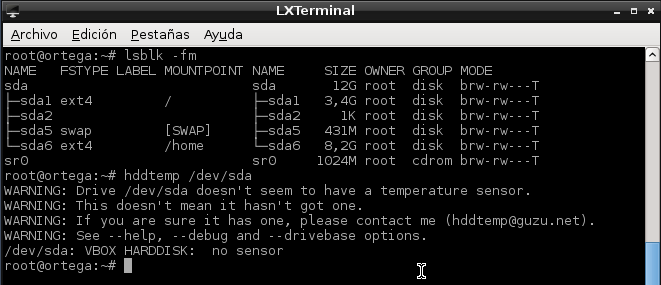 LXTerminal
Archivo Edición Pestañas Ayuda
root@ortega:~# lsblk -fm
NAME   FSTYPE LABEL MOUNTPOINT NAME     SIZE OWNER GROUP MODE
sda                            sda       12G root  disk  brw-rw---T
├─sda1 ext4         /          ├─sda1   3,4G root  disk  brw-rw---T
├─sda2                         ├─sda2     1K root  disk  brw-rw---T
├─sda5 swap         [SWAP]     ├─sda5   431M root  disk  brw-rw---T
└─sda6 ext4         /home      └─sda6   8,2G root  disk  brw-rw---T
sr0                            sr0     1024M root  cdrom brw-rw---T
root@ortega:~# hddtemp /dev/sda
WARNING: Drive /dev/sda doesn't seem to have a temperature sensor.
WARNING: This doesn't mean it hasn't got one.
WARNING: If you are sure it has one, please contact me (hddtemp@guzu.net).
WARNING: See --help, --debug and --drivebase options.
/dev/sda: VBOX HARDDISK:  no sensor
root@ortega:~#